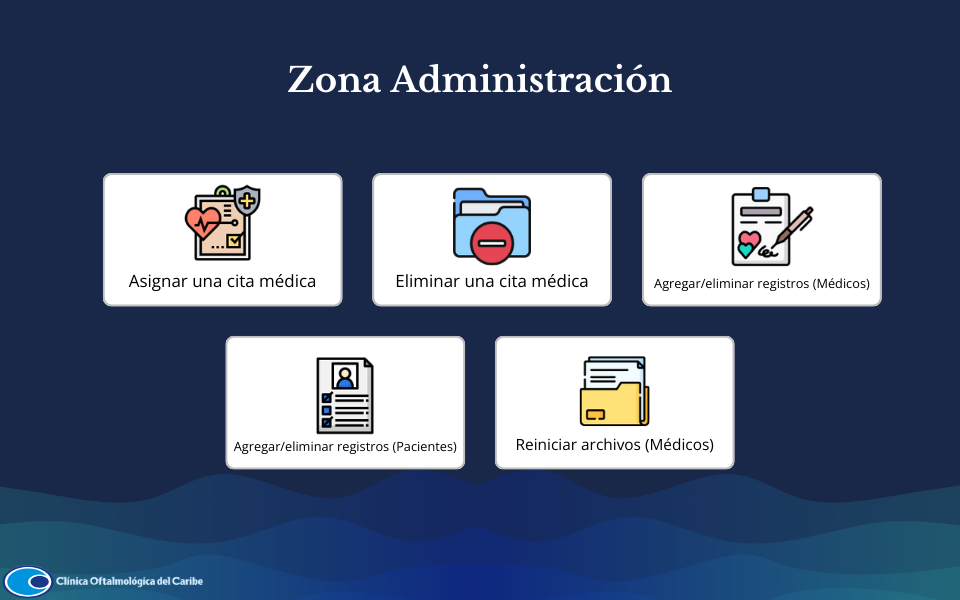 Zona Administración
Asignar una cita médica
Eliminar una cita médica
Agregar/eliminar registros (Médicos)
Agregar/eliminar registros (Pacientes)
Reiniciar archivos (Médicos)
Clínica Oftalmológica del Caribe